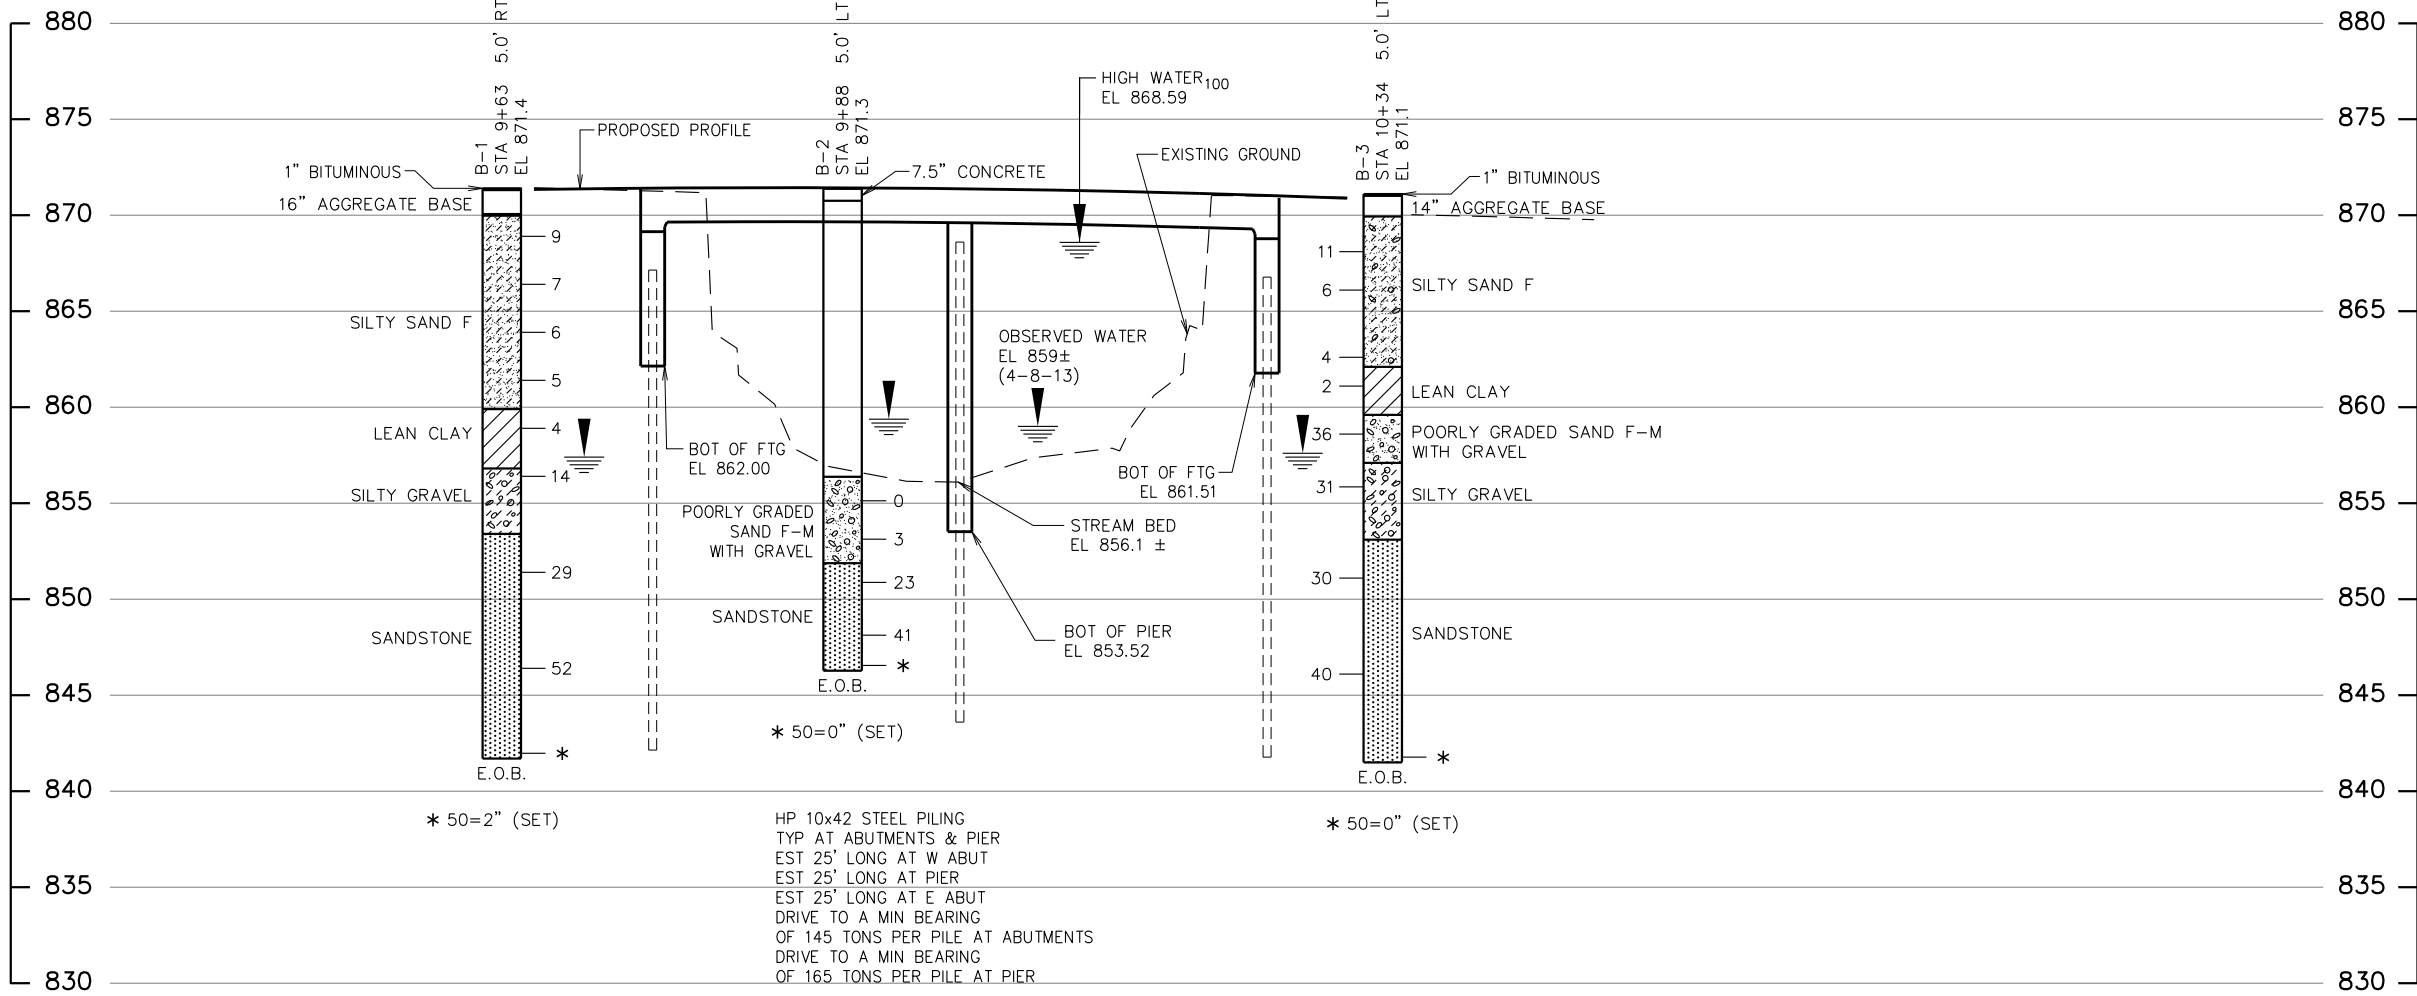 880
875
870
865
860
855
850
845
840
835
830
B-1
STA 9+63 5.0' RT
EL 871.4
1" BITUMINOUS
16" AGGREGATE BASE
SILTY SAND F
LEAN CLAY
SILTY GRAVEL
SANDSTONE
9
7
6
5
4
14
29
52
*
E.O.B.
* 50=2" (SET)
PROPOSED PROFILE
BOT OF FTG
EL 862.00
B-2
STA 9+88 5.0' LT
EL 871.3
7.5" CONCRETE
POORLY GRADED
SAND F-M
WITH GRAVEL
SANDSTONE
0
3
23
41
*
E.O.B.
* 50=0" (SET)
HIGH WATER100
EL 868.59
EXISTING GROUND
OBSERVED WATER
EL 859±
(4-8-13)
BOT OF FTG
EL 861.51
STREAM BED
EL 856.1 ±
BOT OF PIER
EL 853.52
B-3
STA 10+34 5.0' LT
EL 871.1
1" BITUMINOUS
14" AGGREGATE BASE
11
6
4
2
36
31
30
40
*
SILTY SAND F
LEAN CLAY
POORLY GRADED SAND F-M
WITH GRAVEL
SILTY GRAVEL
SANDSTONE
E.O.B.
* 50=0" (SET)
HP 10x42 STEEL PILING
TYP AT ABUTMENTS & PIER
EST 25' LONG AT W ABUT
EST 25' LONG AT PIER
EST 25' LONG AT E ABUT
DRIVE TO A MIN BEARING
OF 145 TONS PER PILE AT ABUTMENTS
DRIVE TO A MIN BEARING
OF 165 TONS PER PILE AT PIER
880
875
870
865
860
855
850
845
840
835
830